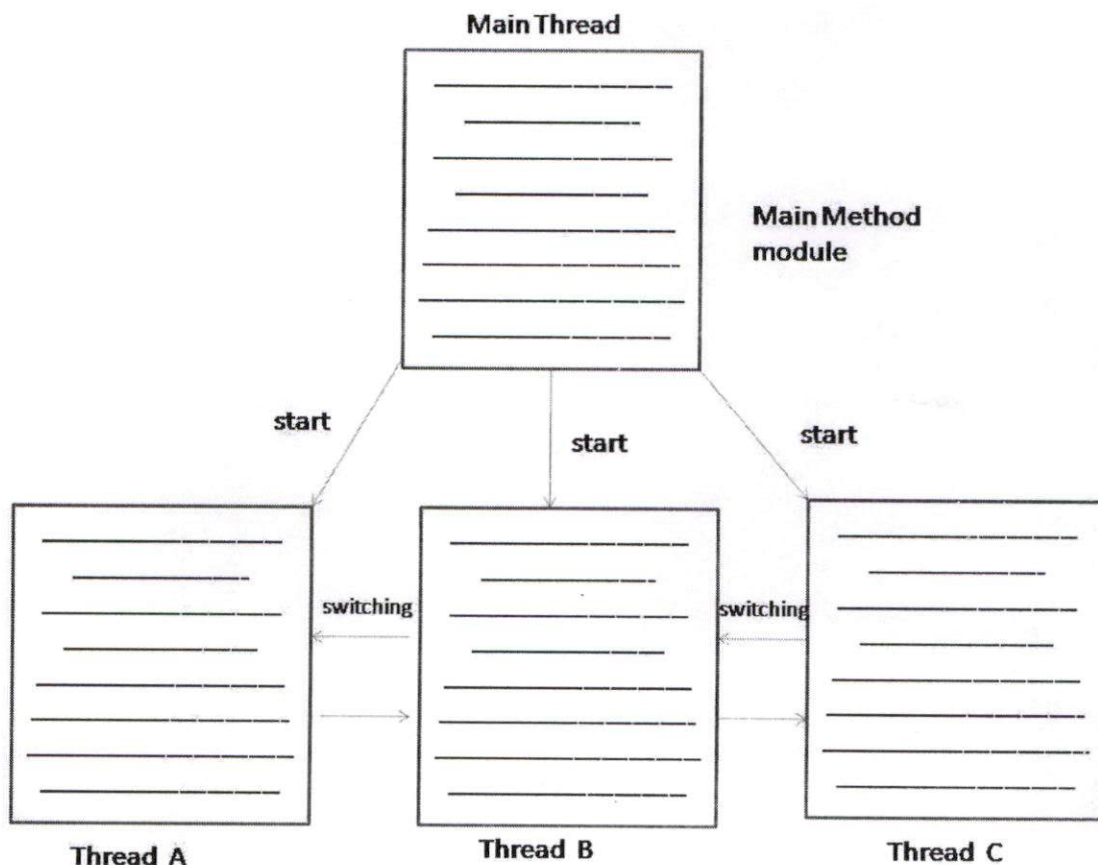 Main Thread
Main Method
module
start
start
start
switching
switching
Thread A
Thread B
Thread C